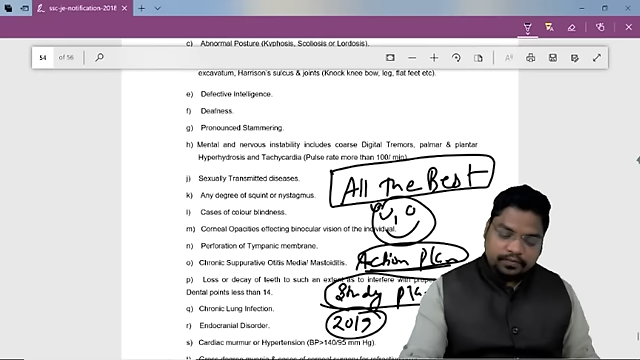 ssc-je-notification-2018
c) Abnormal Posture (Kyphosis, Scoliosis or Lordosis).
54 of 56
excavatum, Harrison's sulcus & joints (Knock knee bow, leg, flat feet etc).
e) Defective Intelligence.
f) Deafness.
g) Pronounced Stammering.
h) Mental and nervous instability includes coarse Digital Tremors, palmar & plantar
Hyperhydrosis and Tachycardia (Pulse rate more than 100/ min)
j) Sexually Transmitted diseases.
All The Best
k) Any degree of squint or nystagmus.
l) Cases of colour blindness.
m) Corneal Opacities effecting binocular vision of the individual.
n) Perforation of Tympanic membrane.
o) Chronic Suppurative Otitis Media/ Mastoiditis.
Action Plan
p) Loss or decay of teeth to such an extent as to interfere with
Dental points less than 14.
Study
q) Chronic Lung Infection.
2019
r) Endocranial Disorder.
s) Cardiac murmur or Hypertension (BP>140/95 mm Hg).